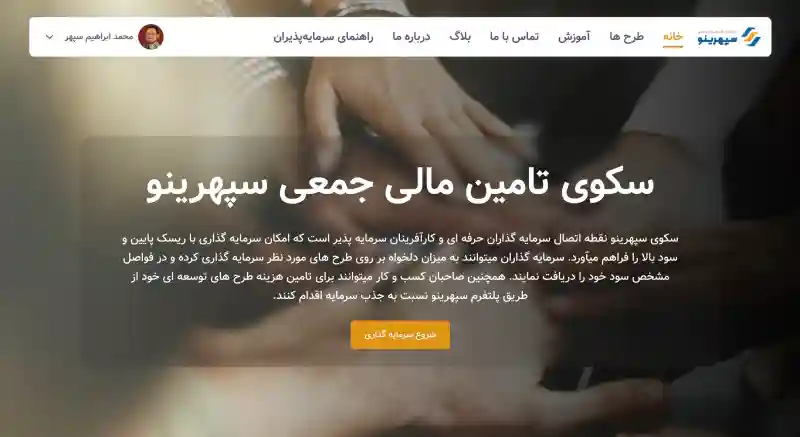 سپهرینو
خانه
طرح ها
آموزش
تماس با ما
بلاگ
درباره ما
راهنمای سرمایه‌پذیران
محمد ابراهیم سپهر
سکوی تامین مالی جمعی سپهرینو
سکوی سپهرینو نقطه اتصال سرمایه گذاران حرفه ای و کارآفرینان سرمایه پذیر است که امکان سرمایه گذاری با ریسک پایین و
سود بالا را فراهم میآورد. سرمایه گذاران میتوانند به میزان دلخواه بر روی طرح های مورد نظر سرمایه گذاری کرده و در فواصل
مشخص سود خود را دریافت نمایند. همچنین صاحبان کسب و کار میتوانند برای تامین هزینه طرح های توسعه ای خود از
طریق پلتفرم سپهرینو نسبت به جذب سرمایه اقدام کنند.
شروع سرمایه گذاری